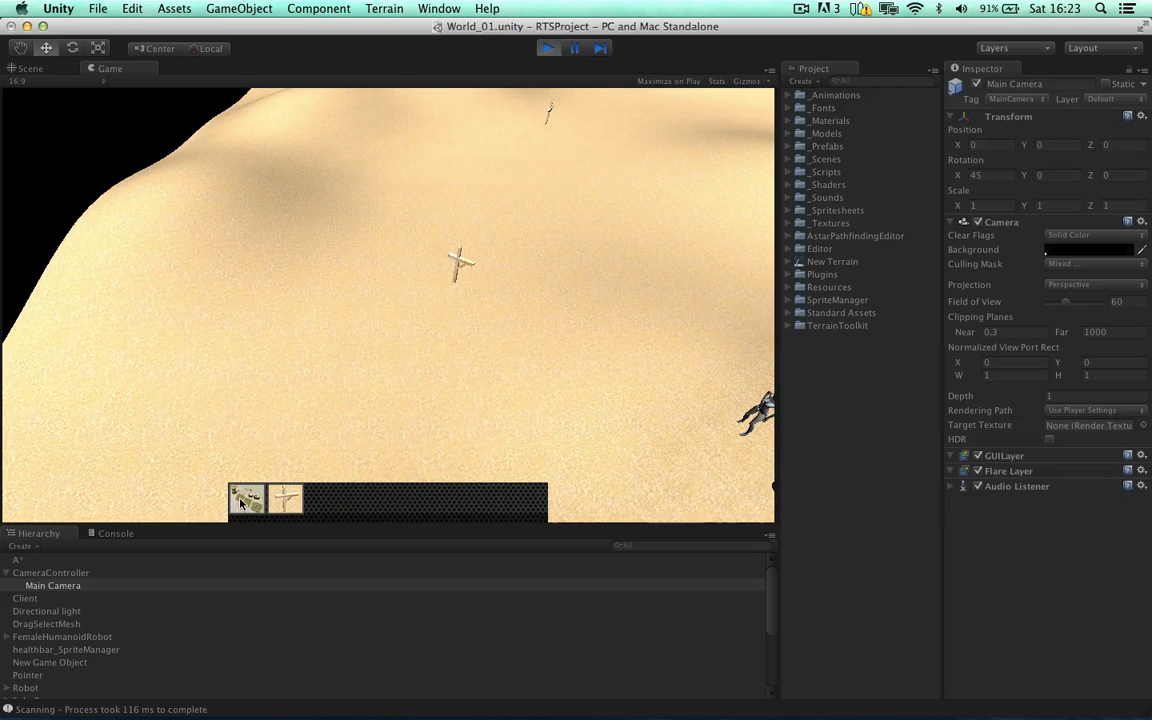 Unity File Edit Assets GameObject Component Terrain Window Help 3 91% Sat 16:23
World_01.unity - RTSProject - PC and Mac Standalone
Center Local Layers Layout
Scene Game Project Inspector
16:9 Maximize on Play Stats Gizmos Create All
Main Camera Static
Tag MainCamera Layer Default
Transform
Position
X 0 Y 0 Z 0
Rotation
X 45 Y 0 Z 0
Scale
X 1 Y 1 Z 1
Camera
Clear Flags Solid Color
Background
Culling Mask Mixed ...
Projection Perspective
Field of View 60
Clipping Planes
Near 0.3 Far 1000
Normalized View Port Rect
X 0 Y 0
W 1 H 1
Depth 1
Rendering Path Use Player Settings
Target Texture None (Render Textu
HDR
GUILayer
Flare Layer
Audio Listener
_Animations
_Fonts
_Materials
_Models
_Prefabs
_Scenes
_Scripts
_Shaders
_Sounds
_Spritesheets
_Textures
AstarPathfindingEditor
Editor
New Terrain
Plugins
Resources
SpriteManager
Standard Assets
TerrainToolkit
Hierarchy Console
Create All
A*
CameraController
Main Camera
Client
Directional light
DragSelectMesh
FemaleHumanoidRobot
healthbar_SpriteManager
New Game Object
Pointer
Robot
Scanning - Process took 116 ms to complete